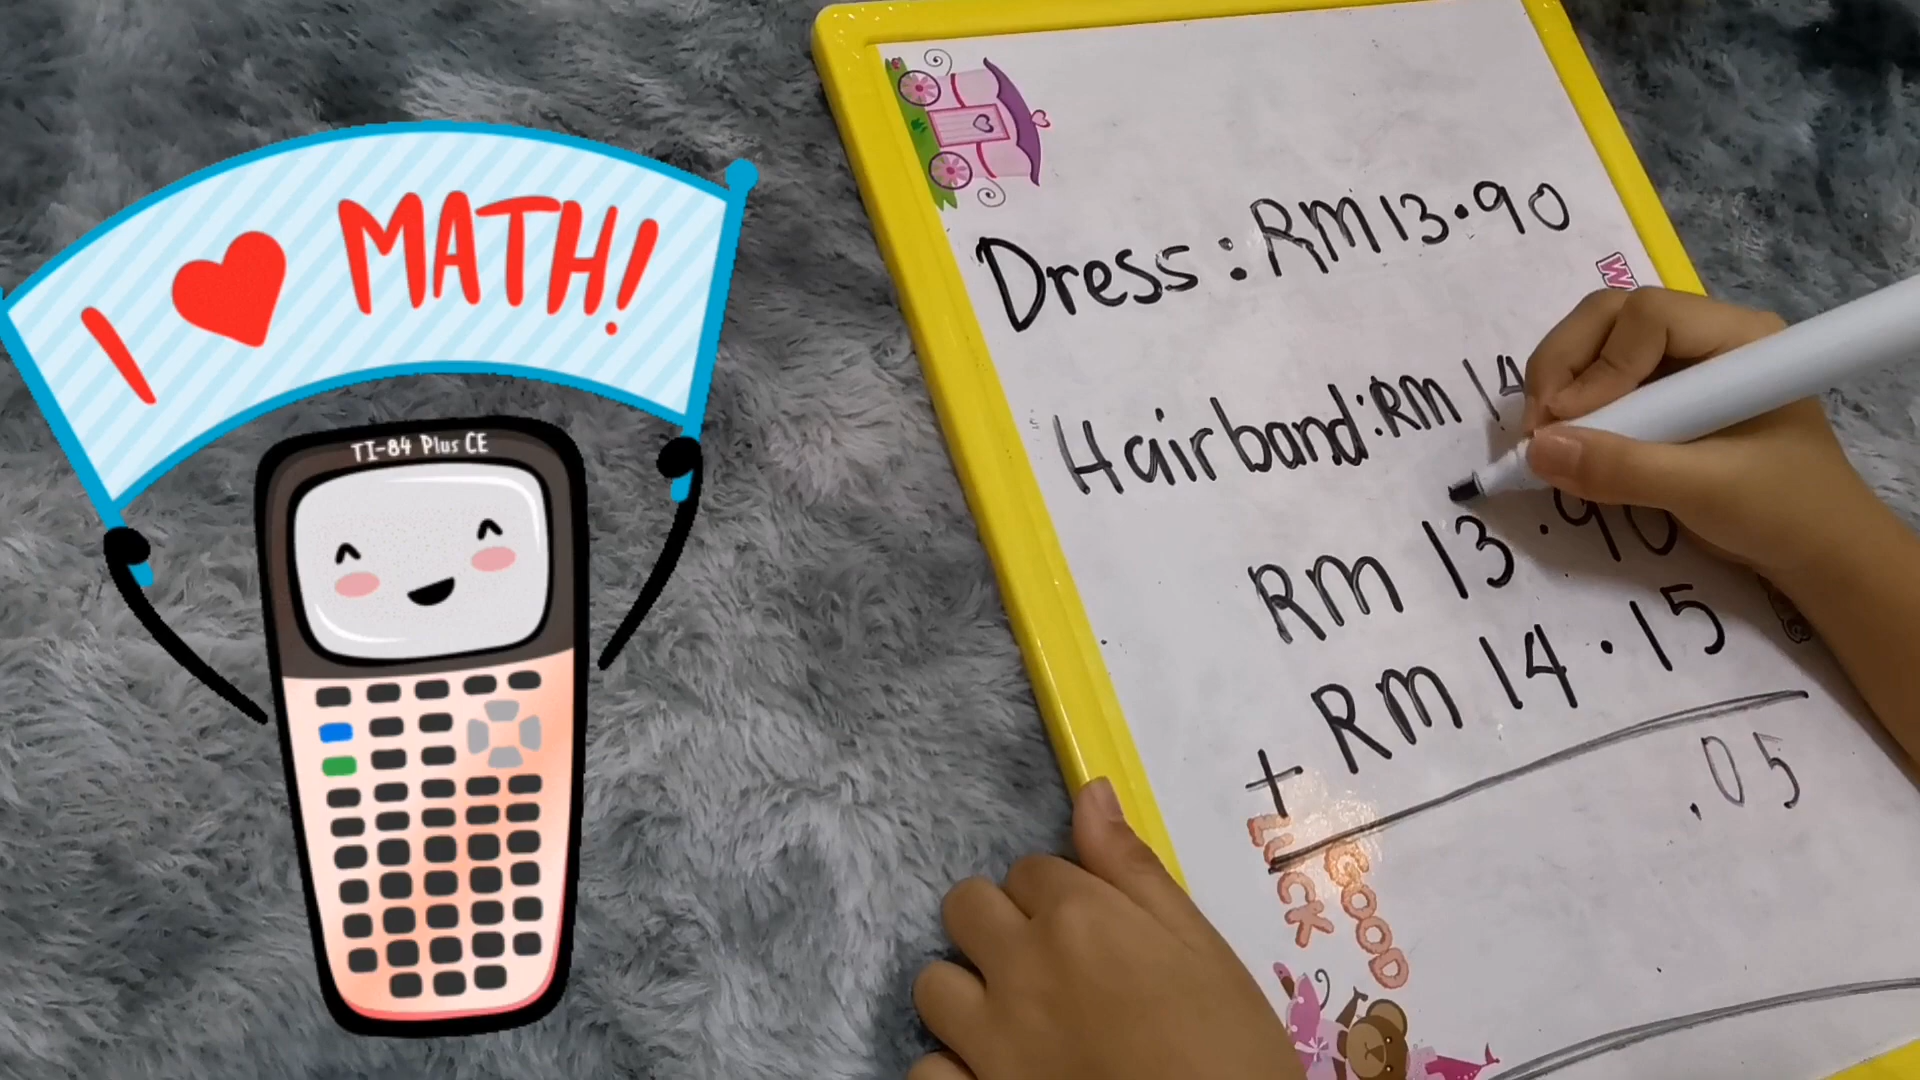 I ♥ MATH!
TI-84 Plus CE
Dress : RM 13.90
Hairband: RM 14
RM 13.90
+ RM 14.15
.05
GOOD
LUCK